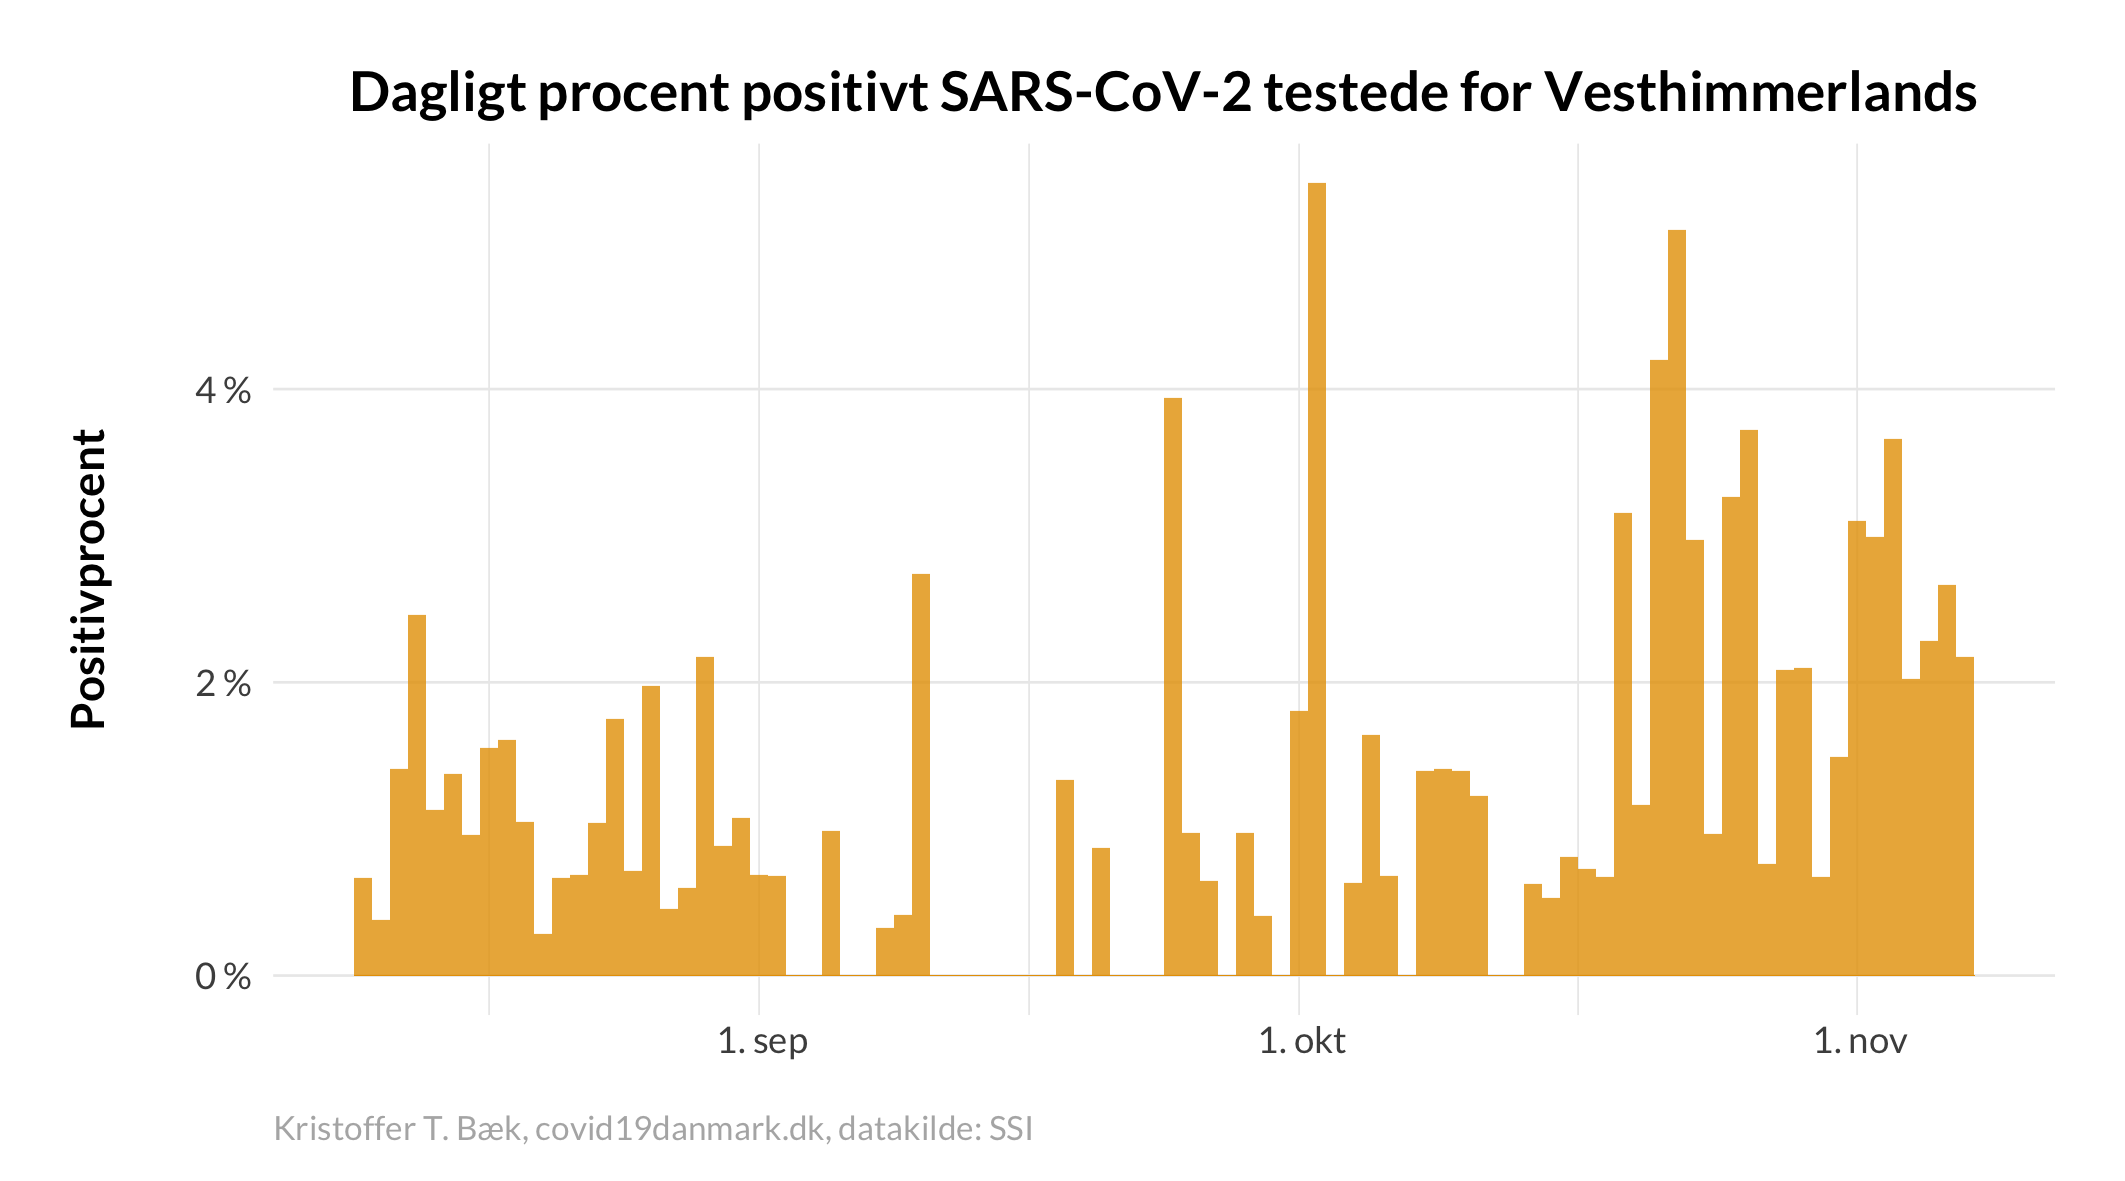 Dagligt procent positivt SARS-CoV-2 testede for Vesthimmerlands
Positivprocent
4 %
2 %
0 %
1. sep
1. okt
1. nov
Kristoffer T. Bæk, covid19danmark.dk, datakilde: SSI